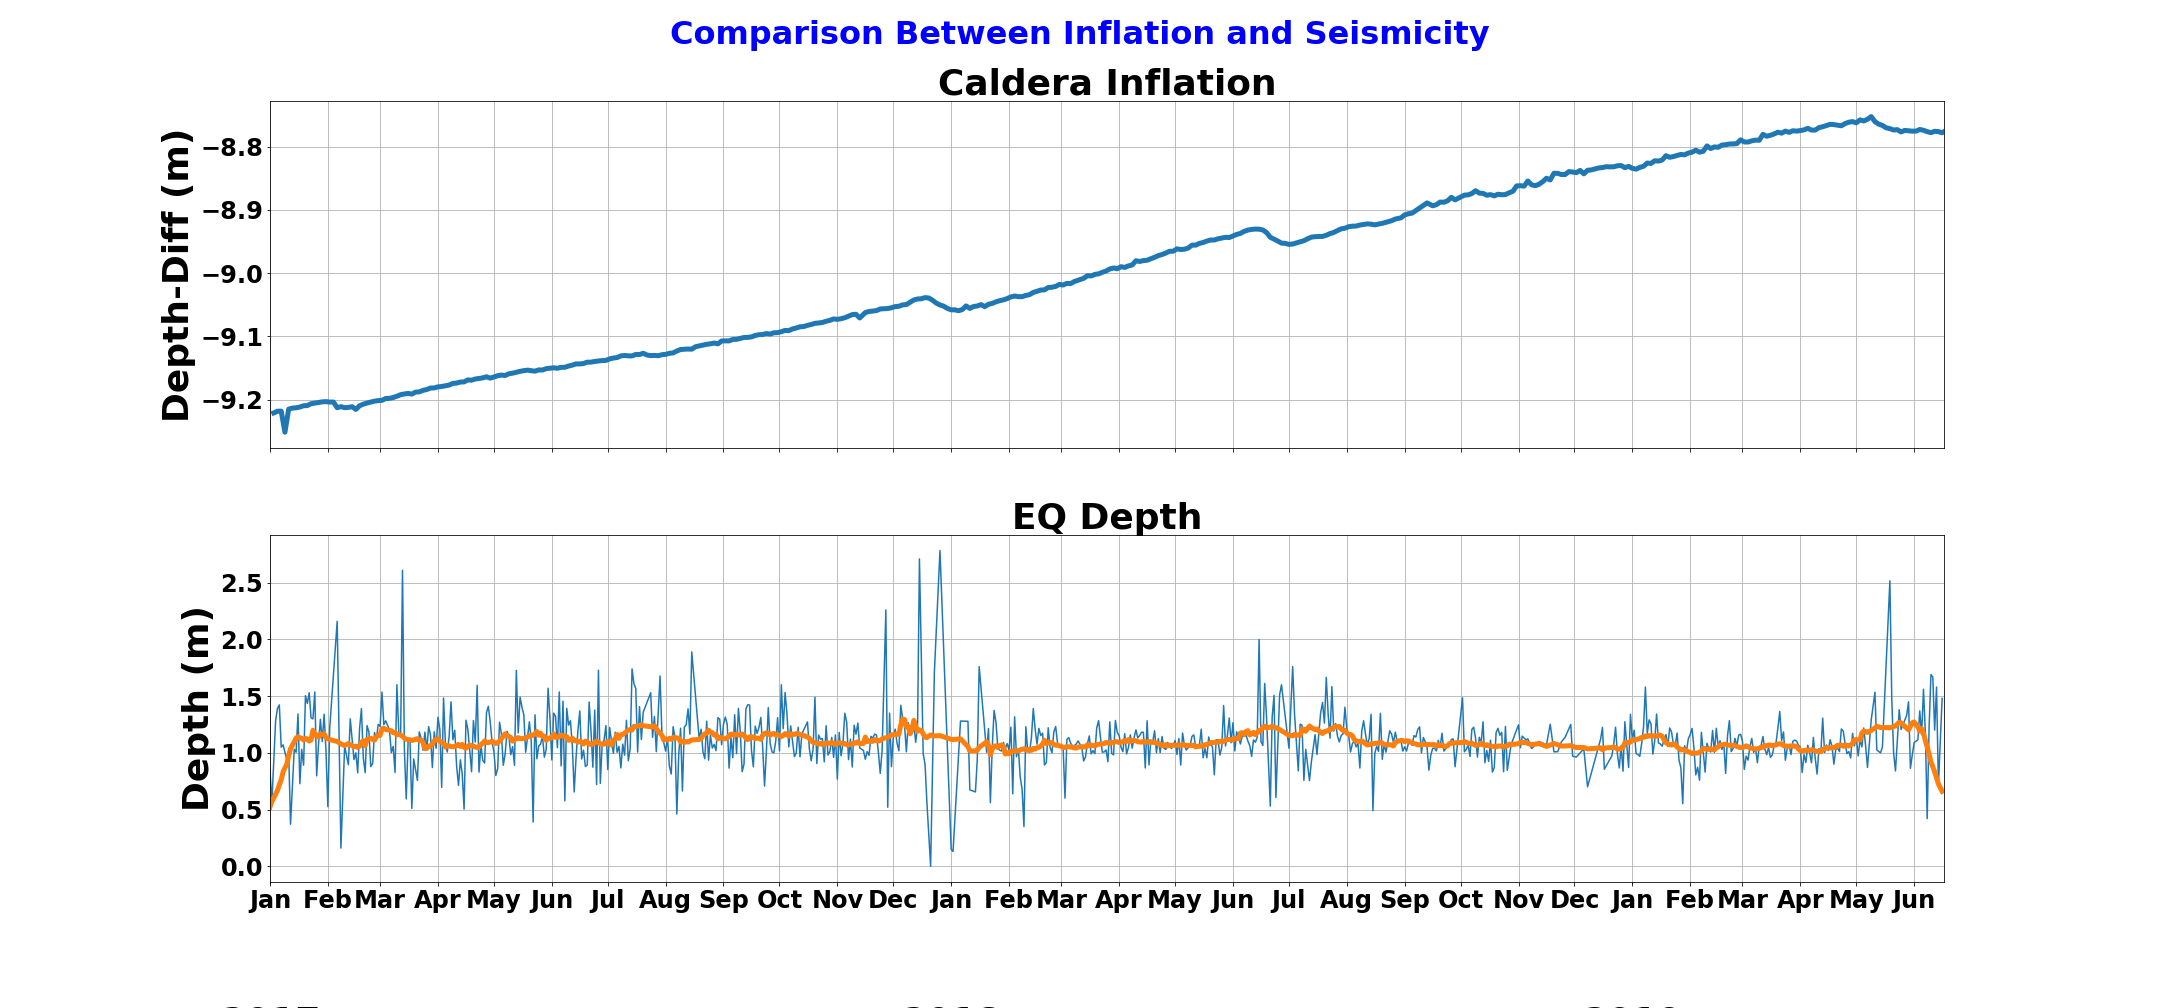 Comparison Between Inflation and Seismicity
Caldera Inflation
Depth-Diff (m)
−8.8
−8.9
−9.0
−9.1
−9.2
EQ Depth
Depth (m)
2.5
2.0
1.5
1.0
0.5
0.0
Jan Feb Mar Apr May Jun Jul Aug Sep Oct Nov Dec Jan Feb Mar Apr May Jun Jul Aug Sep Oct Nov Dec Jan Feb Mar Apr May Jun